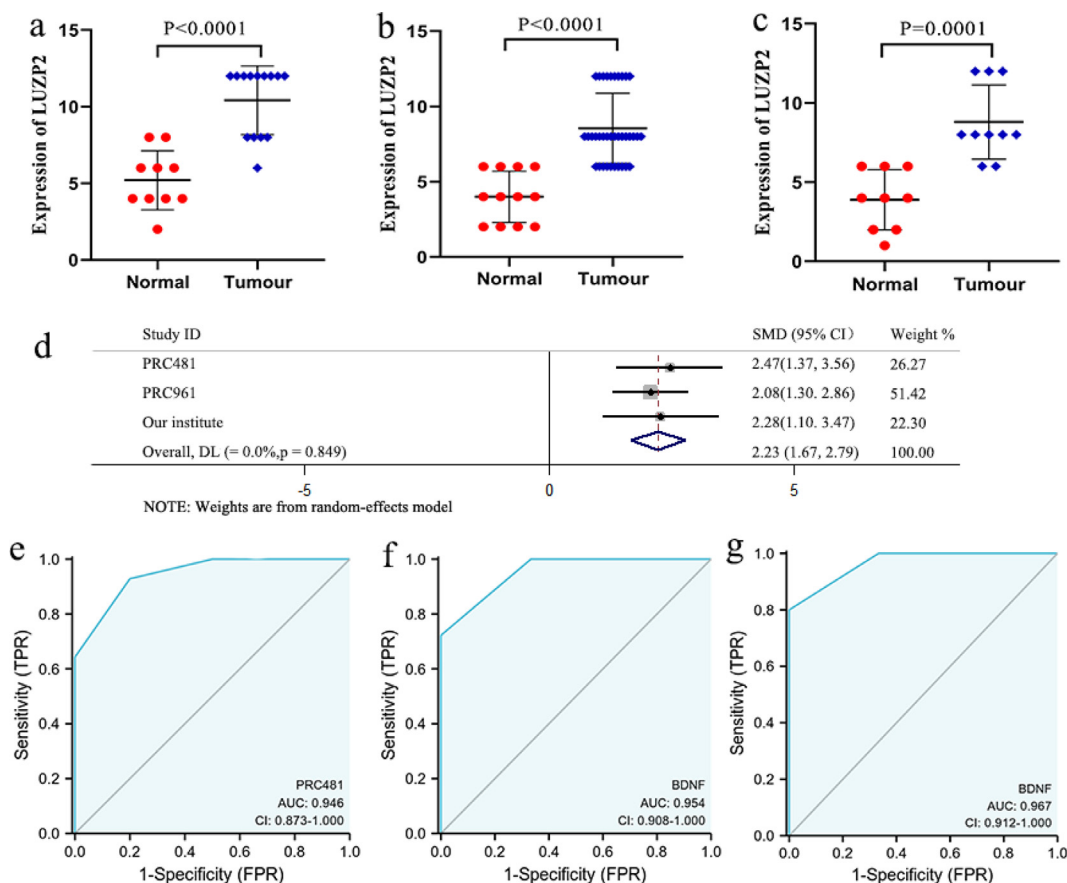 a
P<0.0001
Expression of LUZP2
15
10
5
0
Normal Tumour
b
P<0.0001
Expression of LUZP2
15
10
5
0
Normal Tumour
c
P=0.0001
Expression of LUZP2
15
10
5
0
Normal Tumour
d
Study ID SMD (95% CI) Weight %
PRC481 2.47(1.37, 3.56) 26.27
PRC961 2.08(1.30. 2.86) 51.42
Our institute 2.28(1.10, 3.47) 22.30
Overall, DL (= 0.0%,p = 0.849) 2.23 (1.67, 2.79) 100.00
-5 0 5
NOTE: Weights are from random-effects model
e
Sensitivity (TPR)
1.0
0.8
0.6
0.4
0.2
0.0
PRC481
AUC: 0.946
CI: 0.873-1.000
0.0 0.2 0.4 0.6 0.8 1.0
1-Specificity (FPR)
f
Sensitivity (TPR)
1.0
0.8
0.6
0.4
0.2
0.0
BDNF
AUC: 0.954
CI: 0.908-1.000
0.0 0.2 0.4 0.6 0.8 1.0
1-Specificity (FPR)
g
Sensitivity (TPR)
1.0
0.8
0.6
0.4
0.2
0.0
BDNF
AUC: 0.967
CI: 0.912-1.000
0.0 0.2 0.4 0.6 0.8 1.0
1-Specificity (FPR)